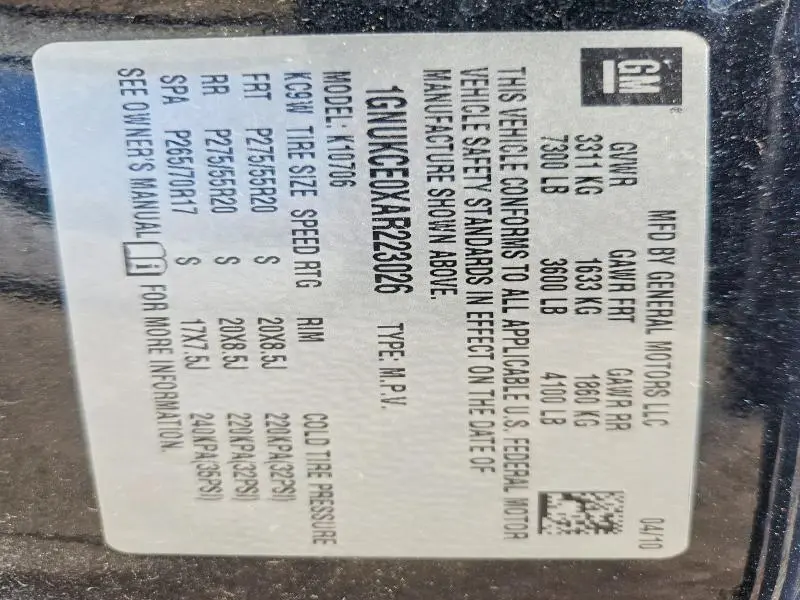 GM
MFD BY GENERAL MOTORS LLC 04/10
GVWR GAWR FRT GAWR RR
3311 KG 1633 KG 1860 KG
7300 LB 3600 LB 4100 LB
THIS VEHICLE CONFORMS TO ALL APPLICABLE U.S. FEDERAL MOTOR
VEHICLE SAFETY STANDARDS IN EFFECT ON THE DATE OF
MANUFACTURE SHOWN ABOVE.
1GNUKCE0XAR223026 TYPE: M.P.V.
MODEL: K10706
KC9W TIRE SIZE SPEED RTG RIM COLD TIRE PRESSURE
FRT P275/55R20 S 20X8.5J 220KPA(32PSI)
RR P275/55R20 S 20X8.5J 220KPA(32PSI)
SPA P265/70R17 S 17X7.5J 240KPA(35PSI)
SEE OWNER'S MANUAL FOR MORE INFORMATION.